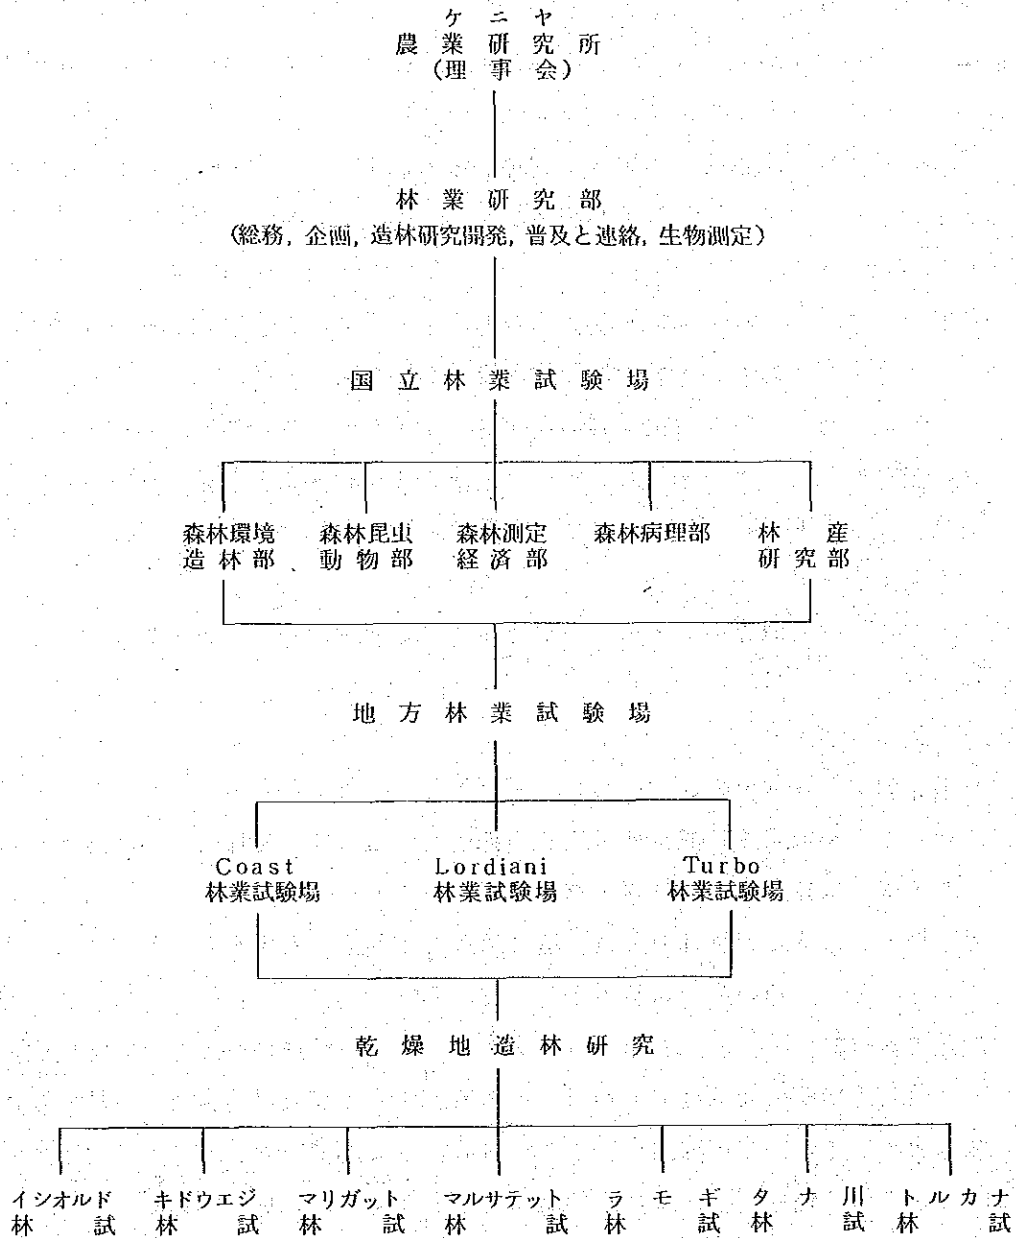 ケニヤ
農業研究所
(理事会)
林業研究部
(総務, 企画, 造林研究開発, 普及と連絡, 生物測定)
国立林業試験場
森林環境 森林昆虫 森林測定 森林病理部 林産
造林部 動物部 経済部 研究部
地方林業試験場
Coast Lordiani Turbo
林業試験場 林業試験場 林業試験場
乾燥地造林研究
イシオルド キドウエジ マリガット マルサテット ラモギ タナ川 トルカナ
林試 林試 林試 林試 林試 林試 林試